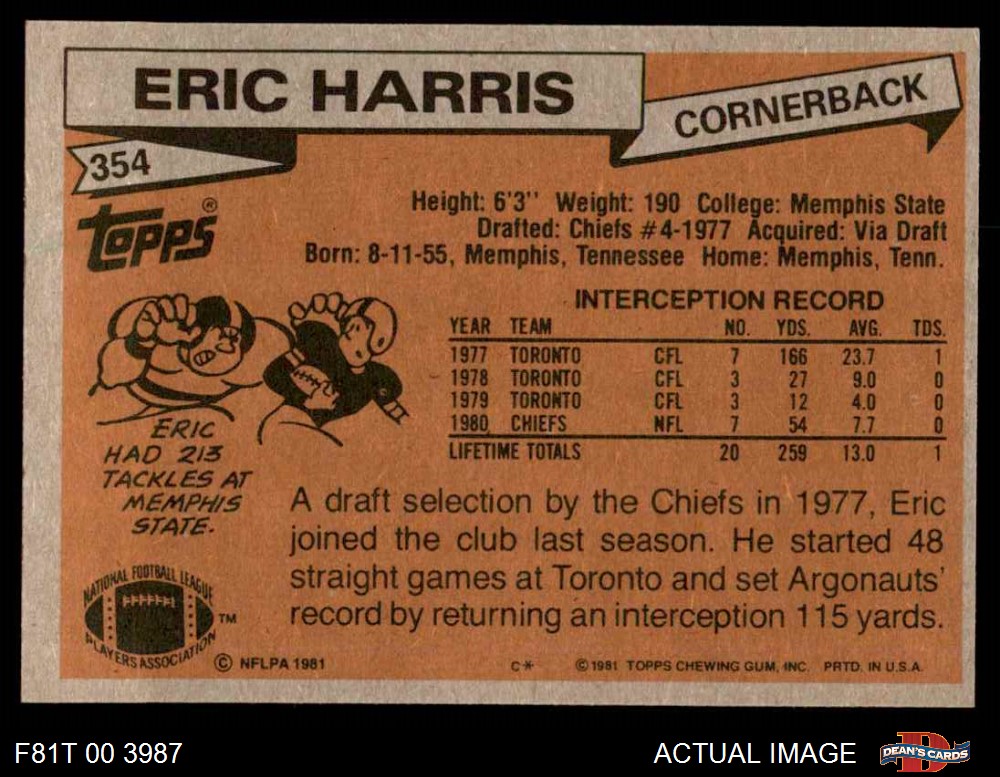 ERIC HARRIS
CORNERBACK
354
Topps®
Height: 6'3'' Weight: 190 College: Memphis State
Drafted: Chiefs #4-1977 Acquired: Via Draft
Born: 8-11-55, Memphis, Tennessee Home: Memphis, Tenn.
INTERCEPTION RECORD
YEAR TEAM NO. YDS. AVG. TDS.
1977 TORONTO CFL 7 166 23.7 1
1978 TORONTO CFL 3 27 9.0 0
1979 TORONTO CFL 3 12 4.0 0
1980 CHIEFS NFL 7 54 7.7 0
LIFETIME TOTALS 20 259 13.0 1
ERIC
HAD 213
TACKLES AT
MEMPHIS
STATE.
A draft selection by the Chiefs in 1977, Eric
joined the club last season. He started 48
straight games at Toronto and set Argonauts'
record by returning an interception 115 yards.
NATIONAL FOOTBALL LEAGUE
PLAYERS ASSOCIATION
™
© NFLPA 1981
C* © 1981 TOPPS CHEWING GUM, INC. PRTD. IN U.S.A.
F81T 00 3987
ACTUAL IMAGE
D
DEAN'S CARDS